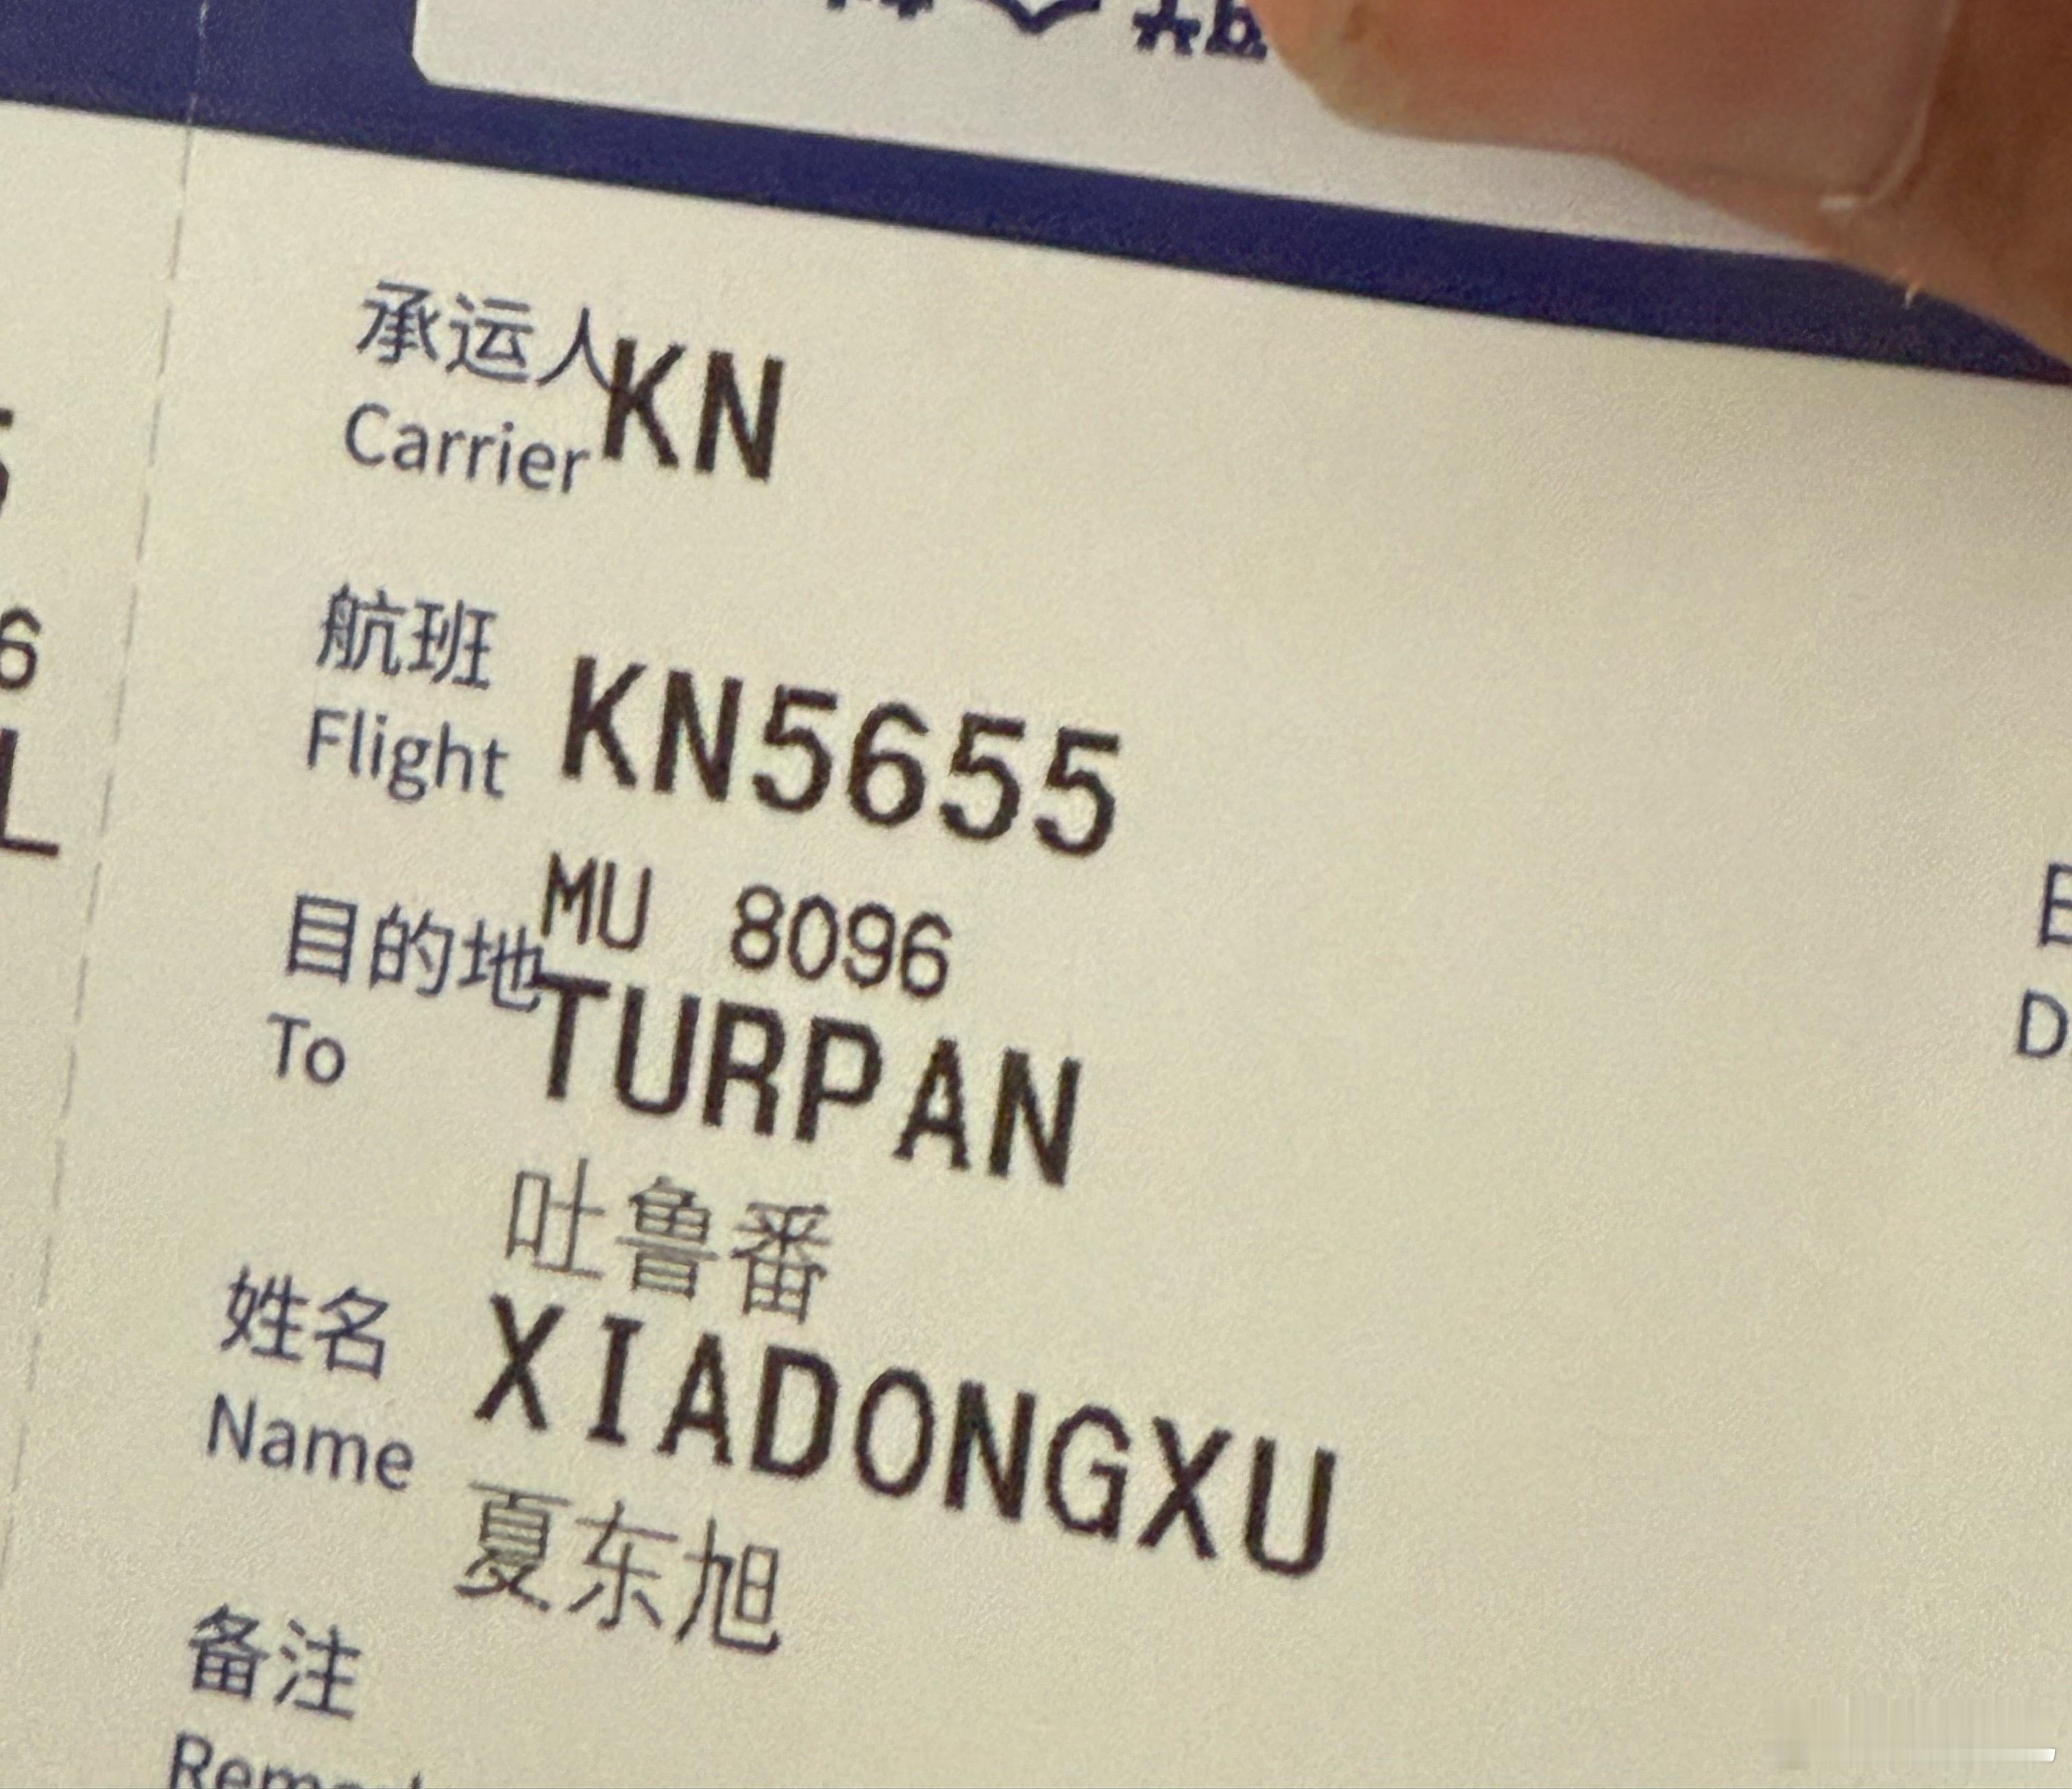 承运人 KN
Carrier
航班
Flight KN5655
MU 8096
目的地
To TURPAN
吐鲁番
姓名
Name XIADONGXU
夏东旭
备注
6
L
D